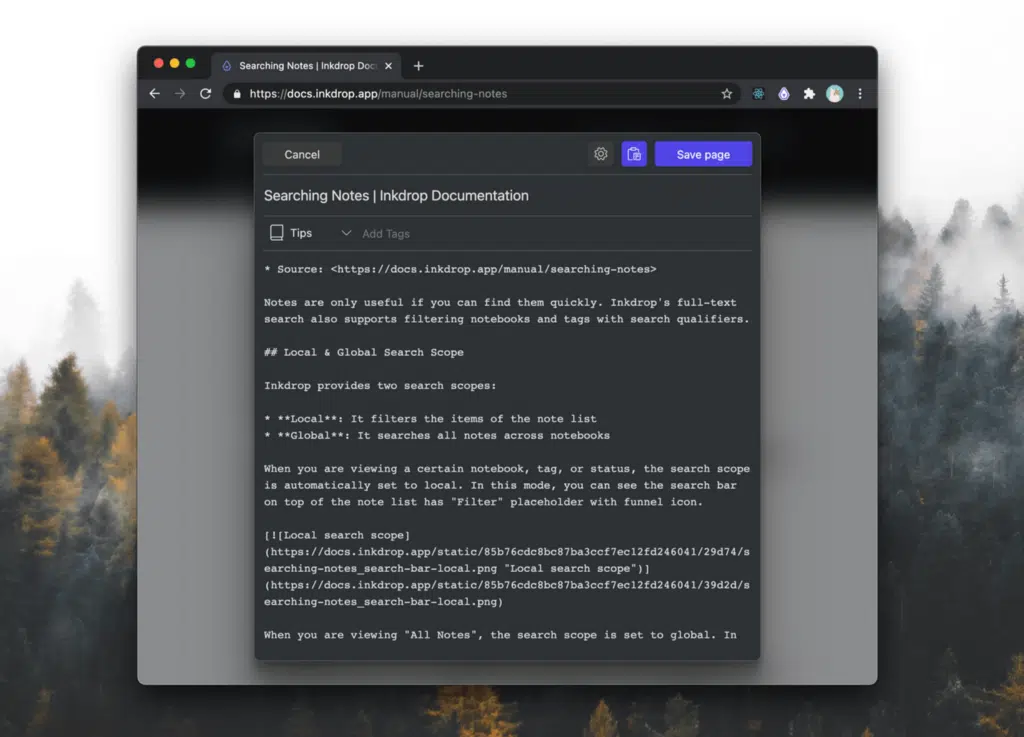 Searching Notes | Inkdrop Doc
https://docs.inkdrop.app/manual/searching-notes
Cancel
Save page
Searching Notes | Inkdrop Documentation
Tips
Add Tags
* Source: <https://docs.inkdrop.app/manual/searching-notes>
Notes are only useful if you can find them quickly. Inkdrop's full-text
search also supports filtering notebooks and tags with search qualifiers.
## Local & Global Search Scope
Inkdrop provides two search scopes:
* **Local**: It filters the items of the note list
* **Global**: It searches all notes across notebooks
When you are viewing a certain notebook, tag, or status, the search scope
is automatically set to local. In this mode, you can see the search bar
on top of the note list has "Filter" placeholder with funnel icon.
[![Local search scope]
(https://docs.inkdrop.app/static/85b76cdc8bc87ba3ccf7ec12fd246041/29d74/s
earching-notes_search-bar-local.png "Local search scope")]
(https://docs.inkdrop.app/static/85b76cdc8bc87ba3ccf7ec12fd246041/39d2d/s
earching-notes_search-bar-local.png)
When you are viewing "All Notes", the search scope is set to global. In